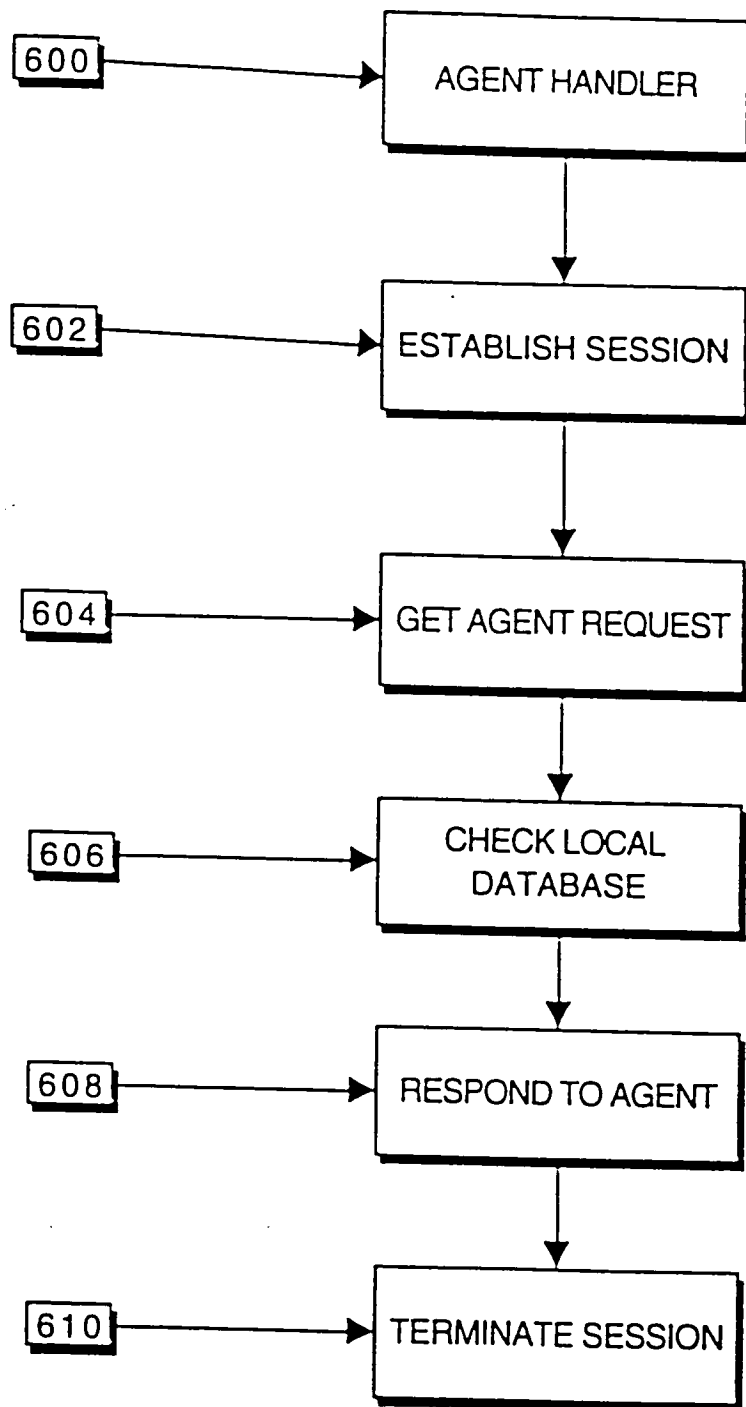 600
AGENT HANDLER
602
ESTABLISH SESSION
604
GET AGENT REQUEST
606
CHECK LOCAL
DATABASE
608
RESPOND TO AGENT
610
TERMINATE SESSION